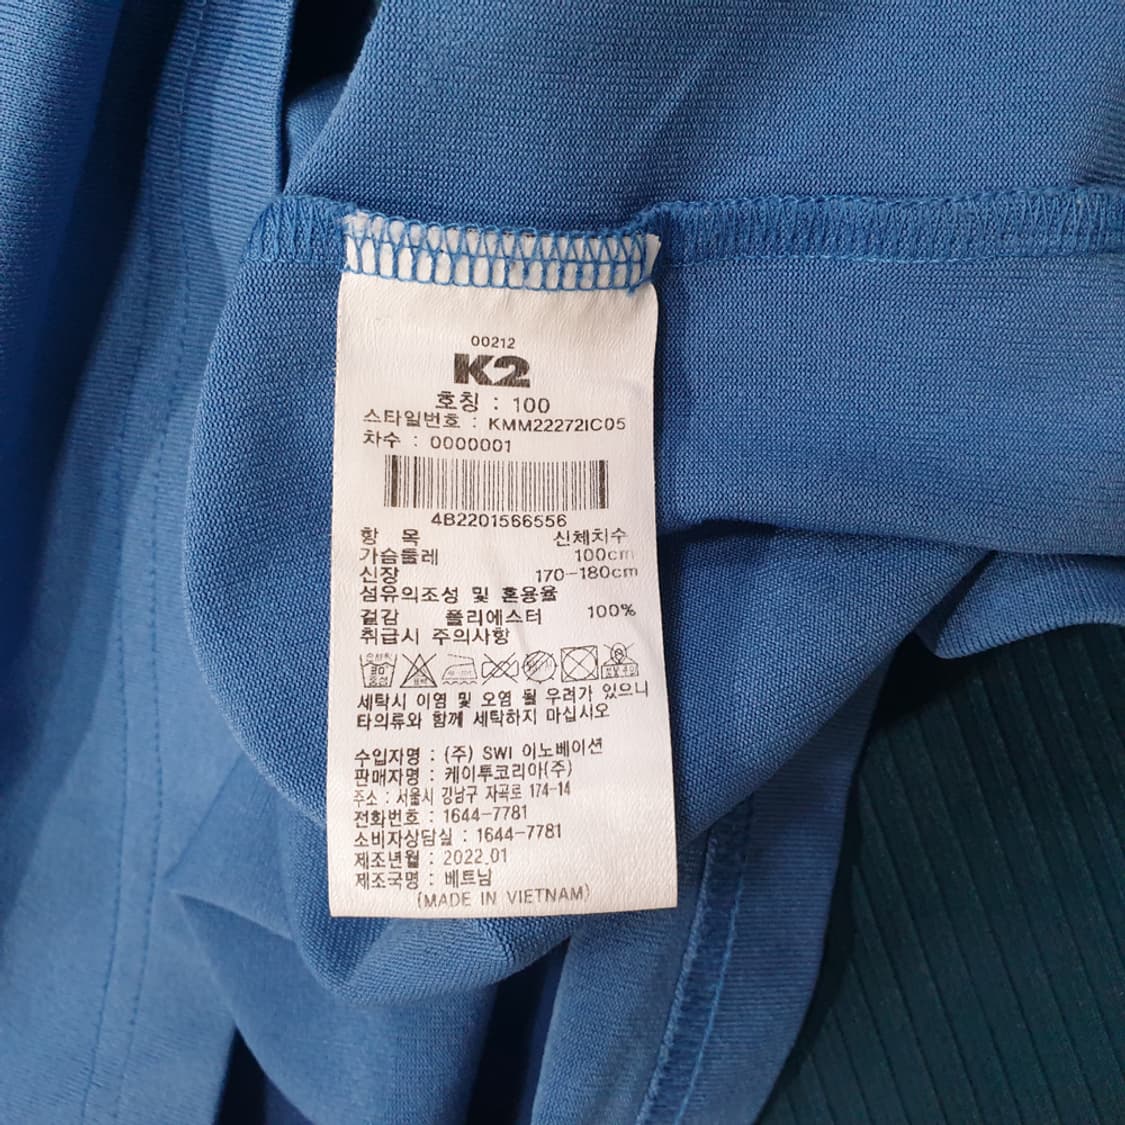 00212
K2
호칭 : 100
스타일번호 : KMM22272IC05
차수 : 0000001
4B2201566556
항 목 신체치수
가슴둘레 100cm
신장 170-180cm
섬유의조성 및 혼용율
겉감 폴리에스터 100%
취급시 주의사항
세탁시 이염 및 오염 될 우려가 있으니
타의류와 함께 세탁하지 마십시오
수입자명 : (주) SWI 이노베이션
판매자명 : 케이투코리아(주)
주소 : 서울시 강남구 자곡로 174-14
전화번호 : 1644-7781
소비자상담실 : 1644-7781
제조년월 : 2022.01
제조국명 : 베트남
(MADE IN VIETNAM)